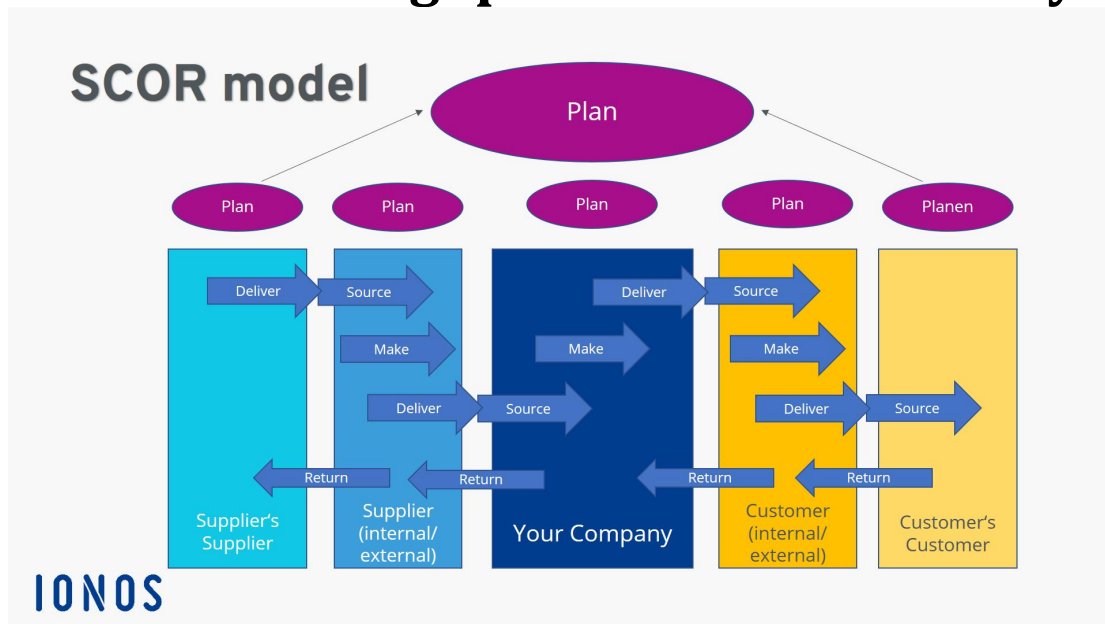 SCOR model
Plan
Plan
Plan
Plan
Plan
Planen
Deliver
Source
Deliver
Source
Make
Make
Make
Deliver
Source
Deliver
Source
Return
Return
Return
Return
Supplier's
Supplier
Supplier
(internal/
external)
Your Company
Customer
(internal/
external)
Customer's
Customer
IONOS